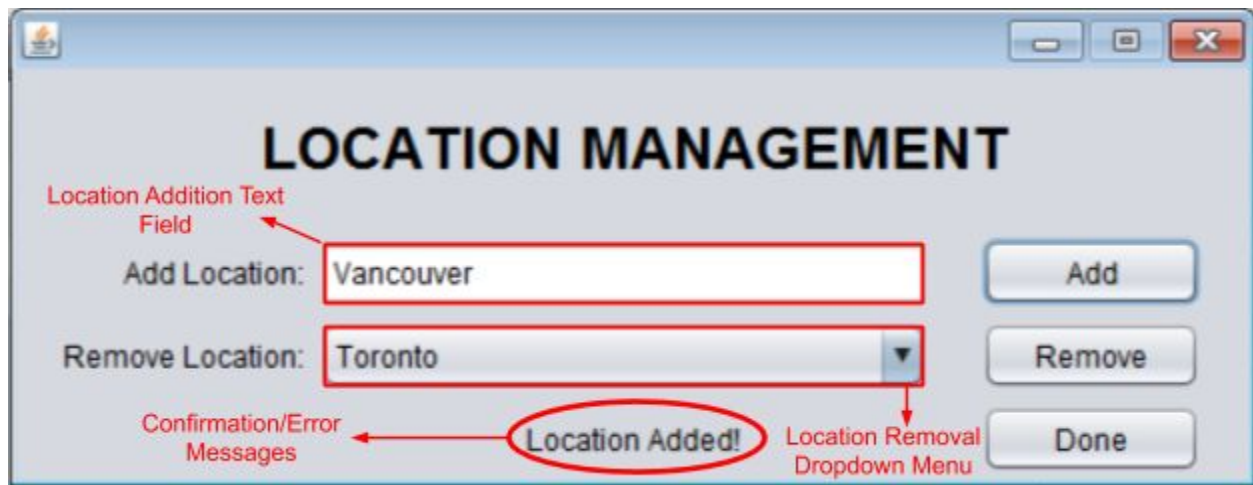 LOCATION MANAGEMENT
Location Addition Text
Field
Add Location:
Vancouver
Add
Remove Location:
Toronto
Remove
Confirmation/Error
Messages
Location Added!
Location Removal
Dropdown Menu
Done